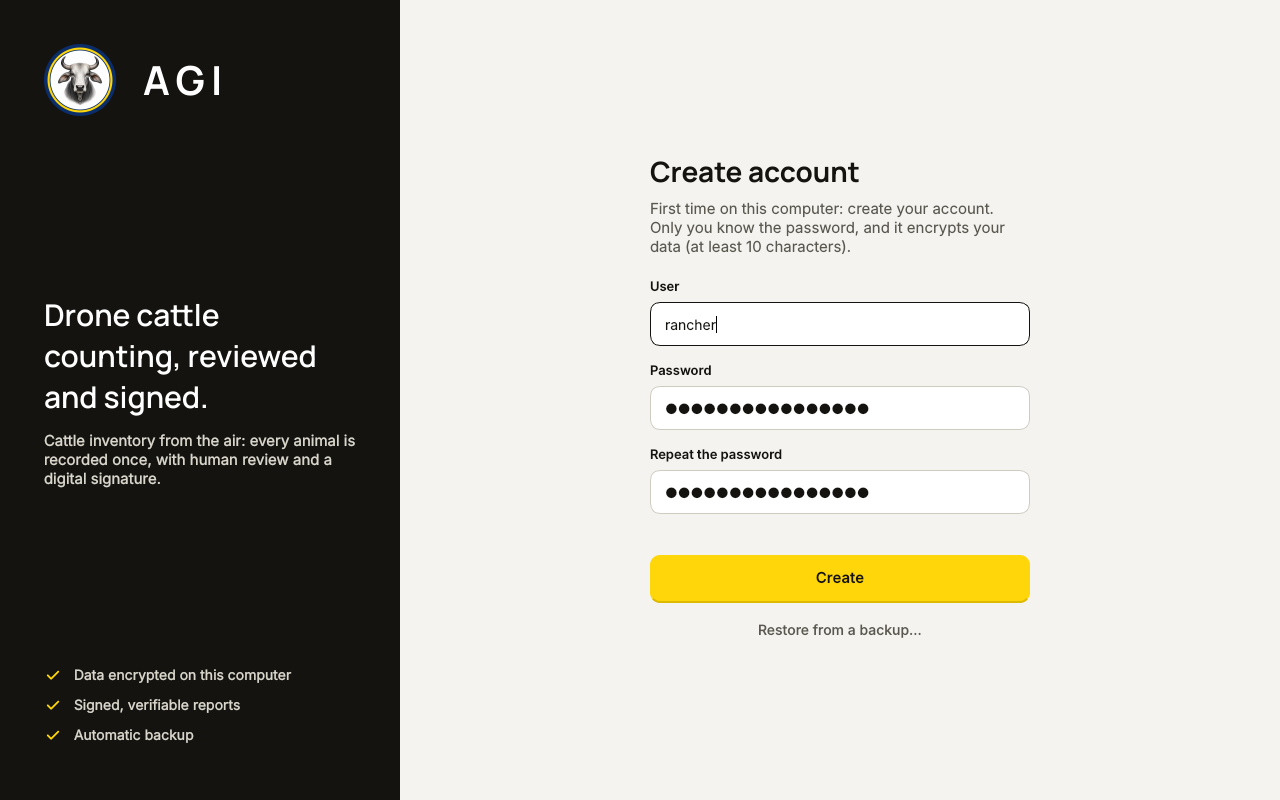 AGI
Drone cattle
counting, reviewed
and signed.
Cattle inventory from the air: every animal is
recorded once, with human review and a
digital signature.
Data encrypted on this computer
Signed, verifiable reports
Automatic backup
Create account
First time on this computer: create your account.
Only you know the password, and it encrypts your
data (at least 10 characters).
User
rancher
Password
●●●●●●●●●●●●●●●●
Repeat the password
●●●●●●●●●●●●●●●●
Create
Restore from a backup...